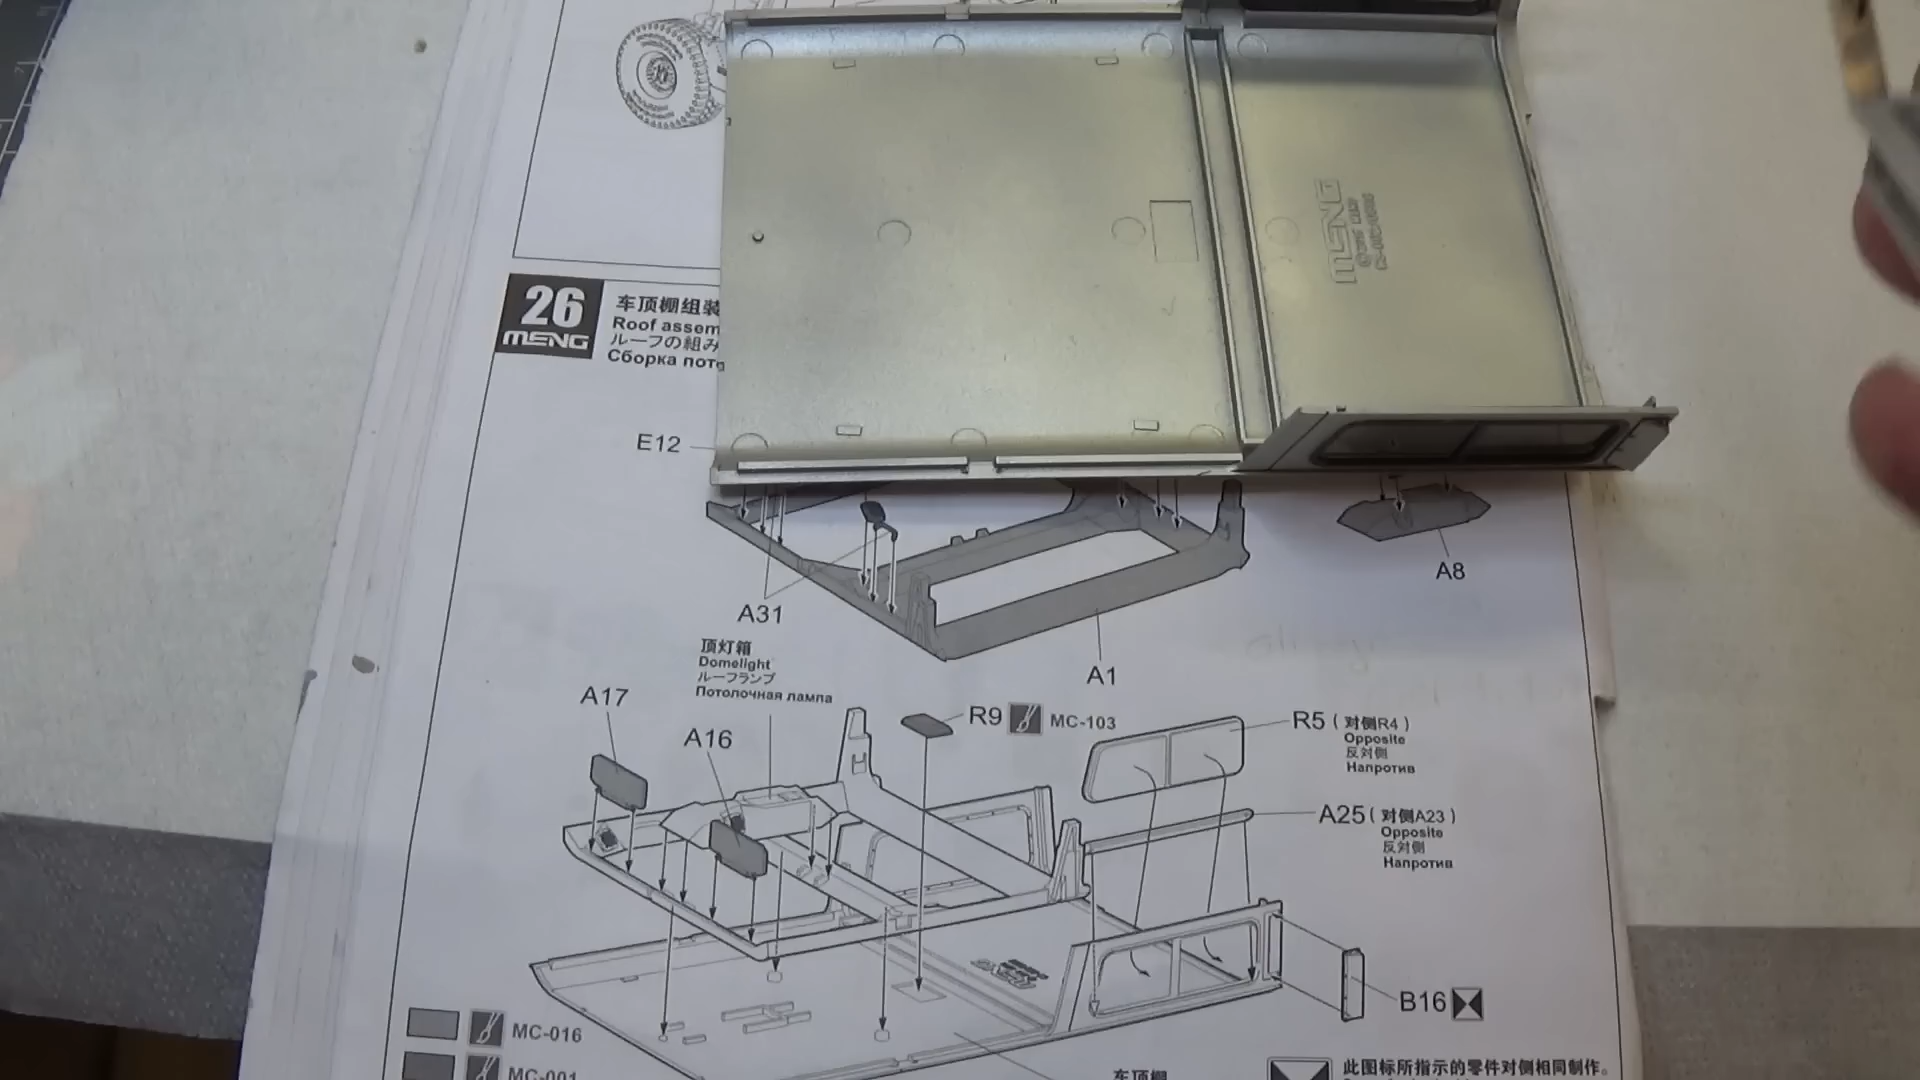 MENG
26
MENG
车顶棚组装
Roof assem
ルーフの組み
Сборка пото
E12
A31
A8
A1
顶灯箱
Domelight
ルーフランプ
Потолочная лампа
A17
A16
R9 MC-103
R5 ( 对侧R4 )
Opposite
反対側
Напротив
A25 ( 对侧A23 )
Opposite
反対側
Напротив
B16
MC-016
MC-001
车顶棚
此图标所指示的零件对侧相同制作。